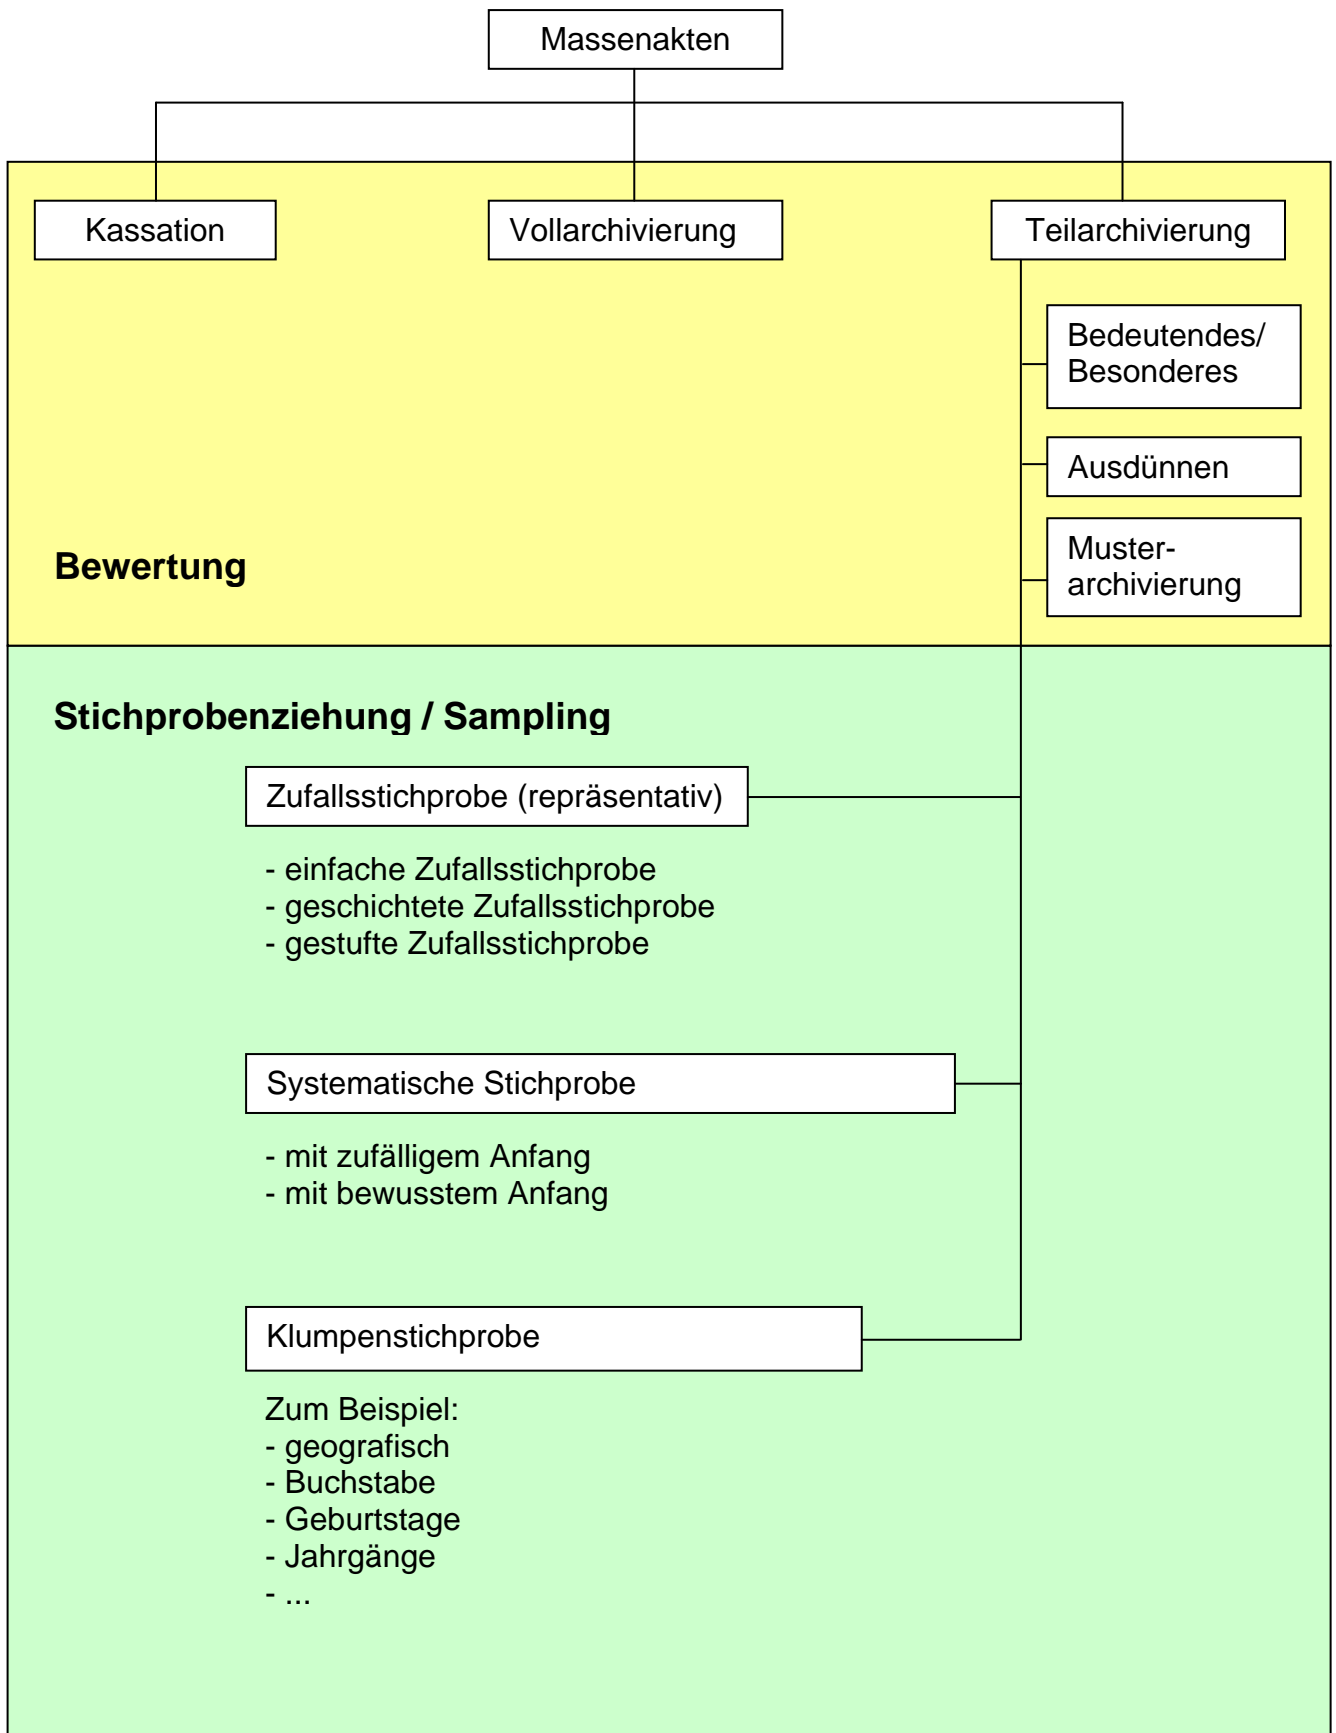 Massenakten
Kassation
Vollarchivierung
Teilarchivierung
Bedeutendes/
Besonderes
Ausdünnen
Muster-
archivierung
Bewertung
Stichprobenziehung / Sampling
Zufallsstichprobe (repräsentativ)
- einfache Zufallsstichprobe
- geschichtete Zufallsstichprobe
- gestufte Zufallsstichprobe
Systematische Stichprobe
- mit zufälligem Anfang
- mit bewusstem Anfang
Klumpenstichprobe
Zum Beispiel:
- geografisch
- Buchstabe
- Geburtstage
- Jahrgänge
- ...